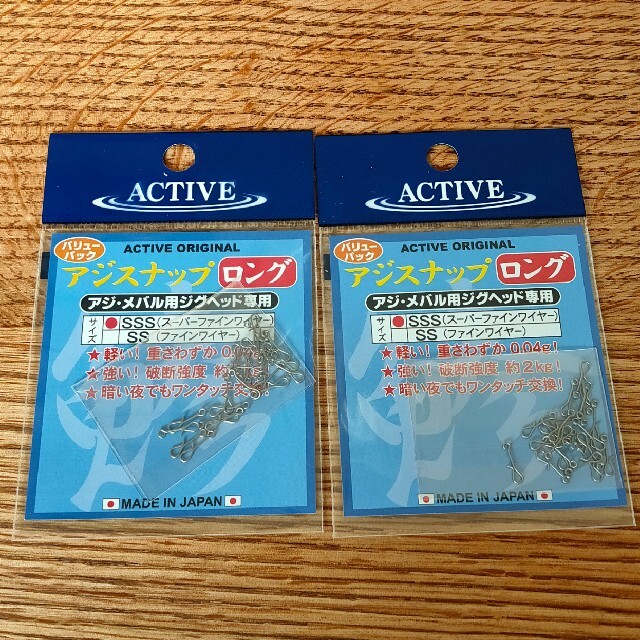 ACTIVE
バリュー
パック
ACTIVE ORIGINAL
アジスナップ ロング
アジ・メバル用ジグヘッド専用
サイズ
SSS(スーパーファインワイヤー)
SS(ファインワイヤー)
★軽い! 重さわずか 0.0
★強い! 破断強度 約
★暗い夜でもワンタッチ交換!
MADE IN JAPAN
ACTIVE
バリュー
パック
ACTIVE ORIGINAL
アジスナップ ロング
アジ・メバル用ジグヘッド専用
サイズ
SSS(スーパーファインワイヤー)
SS(ファインワイヤー)
★軽い! 重さわずか 0.04g!
★強い! 破断強度 約2kg!
★暗い夜でもワンタッチ交換!
MADE IN JAPAN